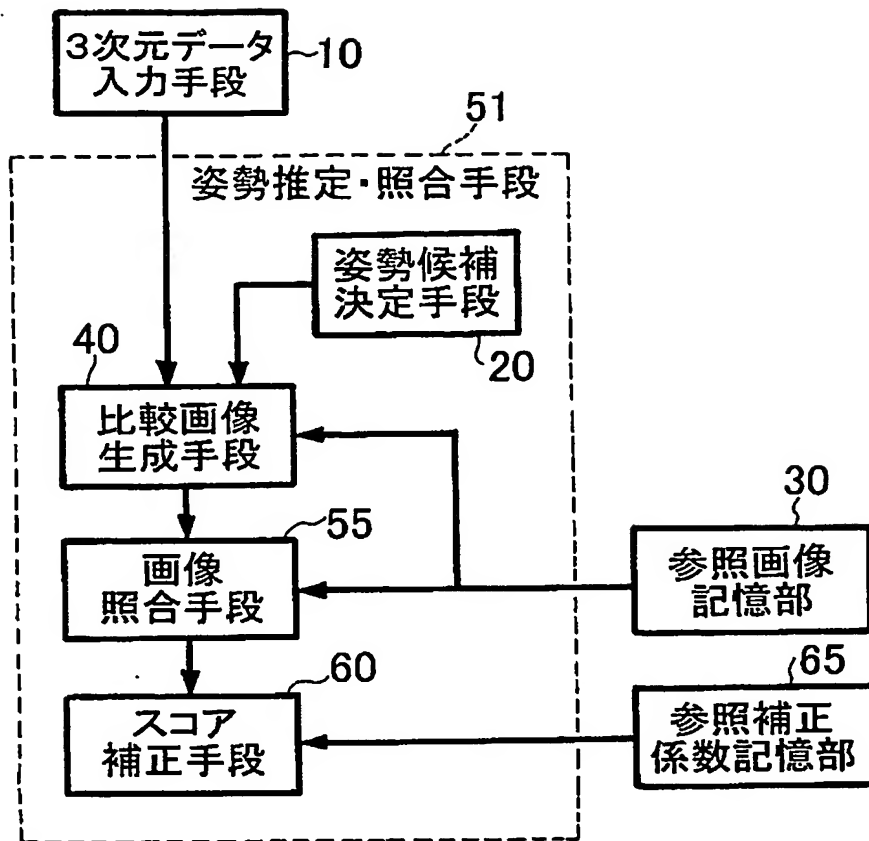 3次元データ
入力手段
10
51
姿勢推定・照合手段
姿勢候補
決定手段
20
40
比較画像
生成手段
55
画像
照合手段
30
参照画像
記憶部
60
スコア
補正手段
65
参照補正
係数記憶部